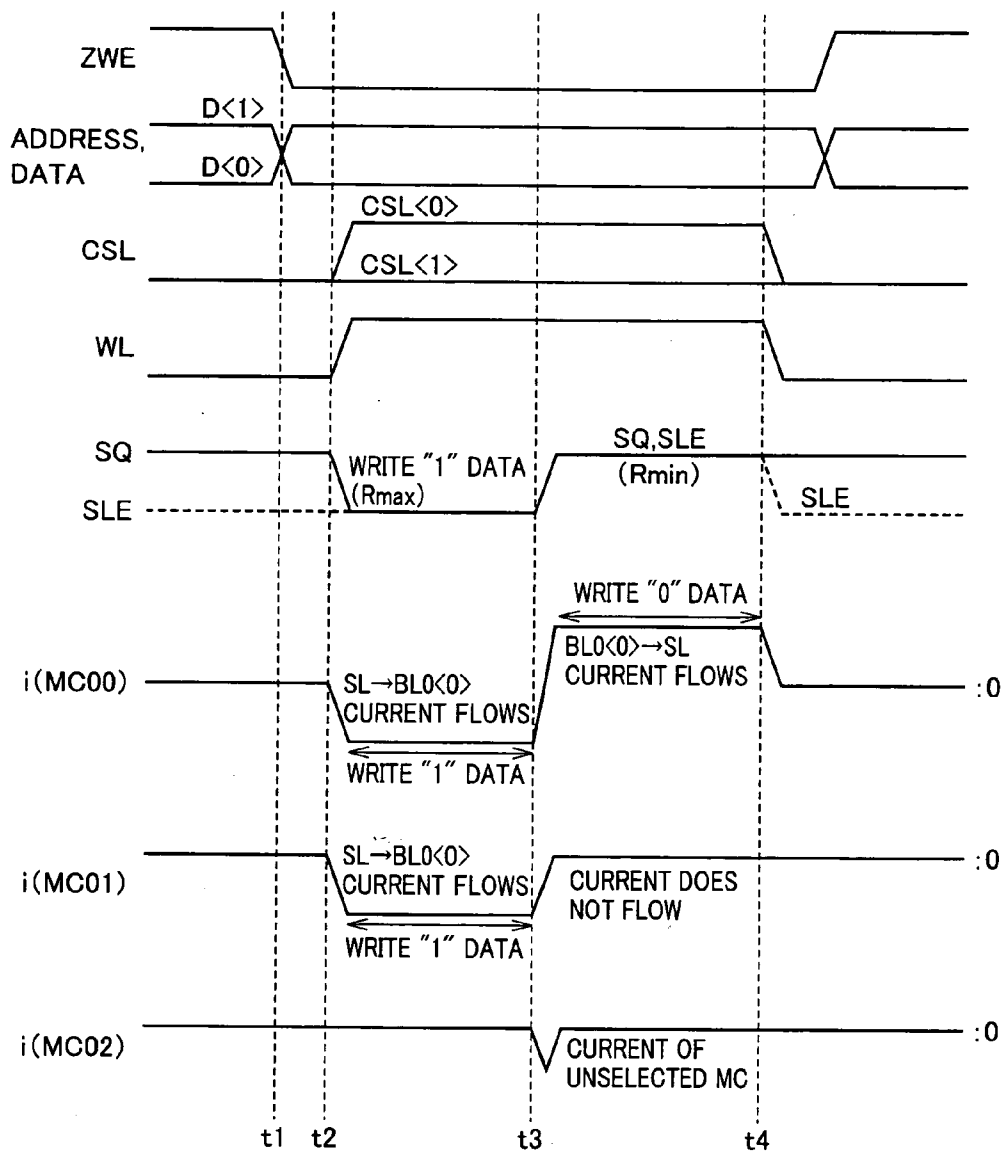 ZWE
ADDRESS,
DATA
D<1>
D<0>
CSL
CSL<0>
CSL<1>
WL
SQ
SLE
WRITE "1" DATA
(Rmax)
SQ,SLE
(Rmin)
SLE
i(MC00)
SL→BL0<0>
CURRENT FLOWS
WRITE "1" DATA
WRITE "0" DATA
BL0<0>→SL
CURRENT FLOWS
:0
i(MC01)
SL→BL0<0>
CURRENT FLOWS
WRITE "1" DATA
CURRENT DOES
NOT FLOW
:0
i(MC02)
CURRENT OF
UNSELECTED MC
:0
t1 t2 t3 t4